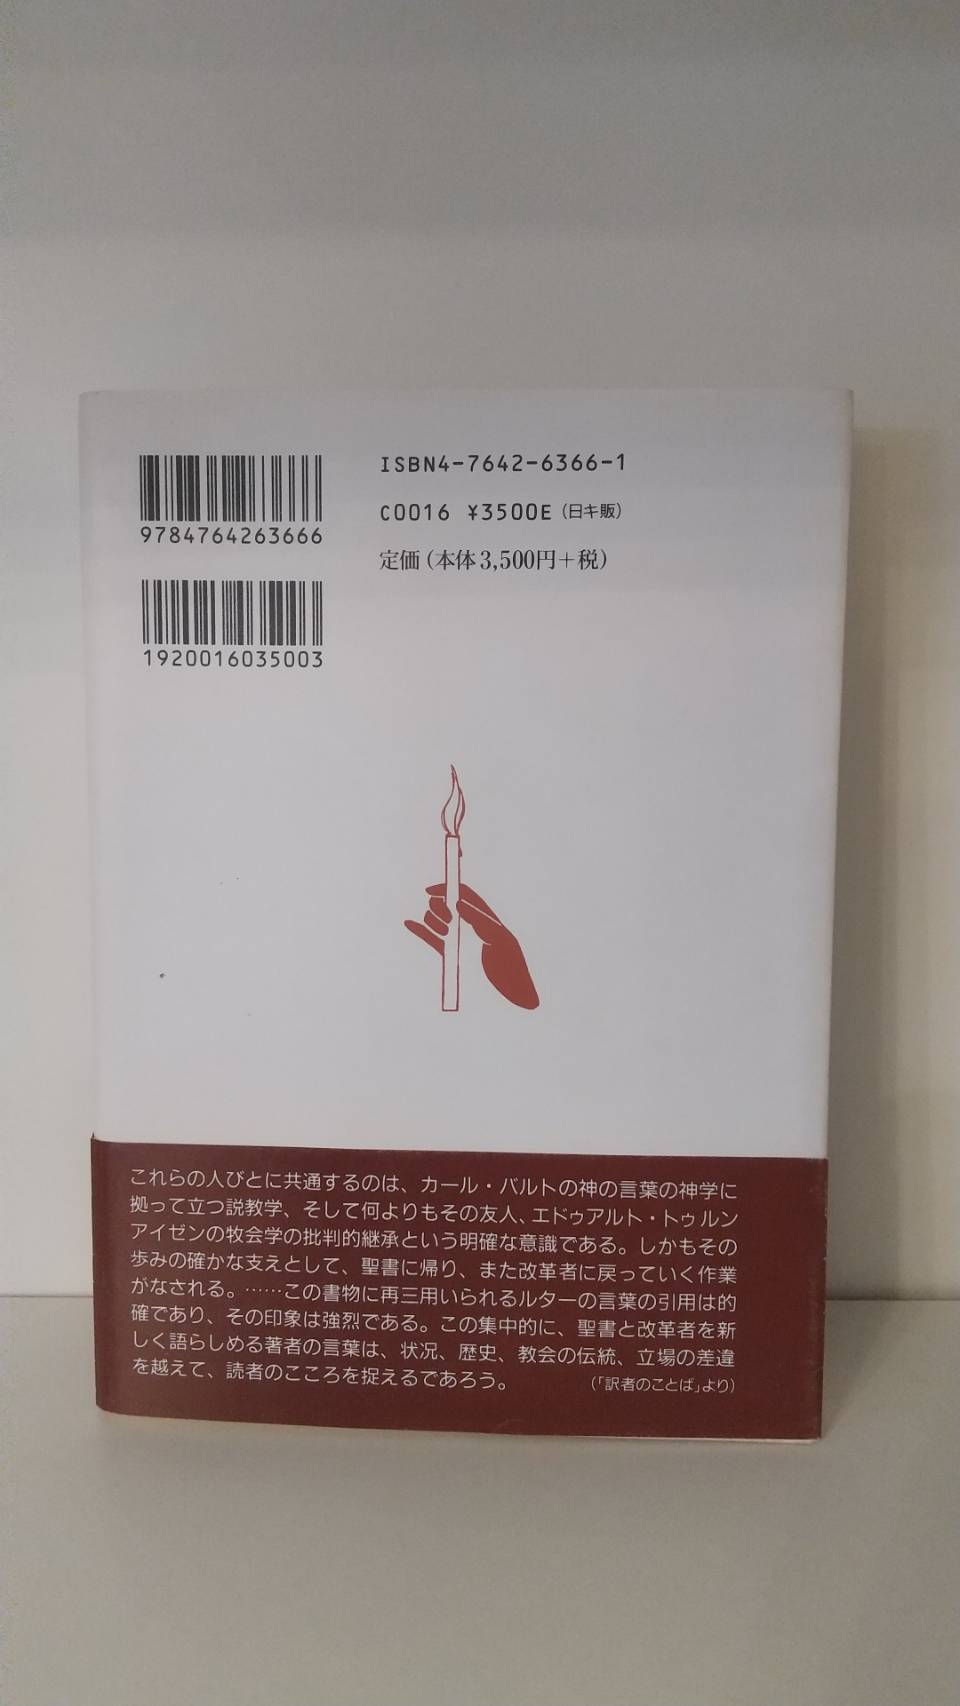 9784764263666
1920016035003
ISBN4-7642-6366-1
C0016 ¥3500E（日キ販）
定価（本体3,500円＋税）
これらの人びとに共通するのは、カール・バルトの神の言葉の神学に
拠って立つ説教学、そして何よりもその友人、エドゥアルト・トゥルン
アイゼンの牧会学の批判的継承という明確な意識である。しかもその
歩みの確かな支えとして、聖書に帰り、また改革者に戻っていく作業
がなされる。……この書物に再三用いられるルターの言葉の引用は的
確であり、その印象は強烈である。この集中的に、聖書と改革者を新
しく語らしめる著者の言葉は、状況、歴史、教会の伝統、立場の差違
を越えて、読者のこころを捉えるであろう。 （「訳者のことば」より）